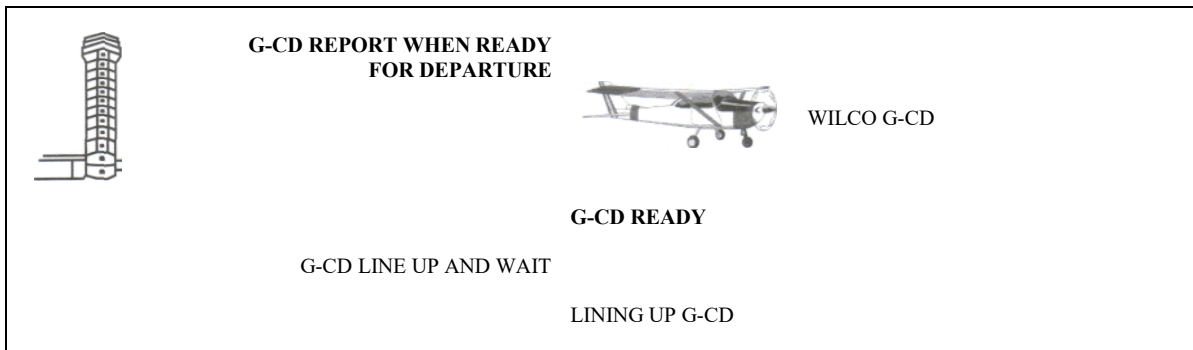 G-CD REPORT WHEN READY
FOR DEPARTURE
WILCO G-CD
G-CD READY
G-CD LINE UP AND WAIT
LINING UP G-CD